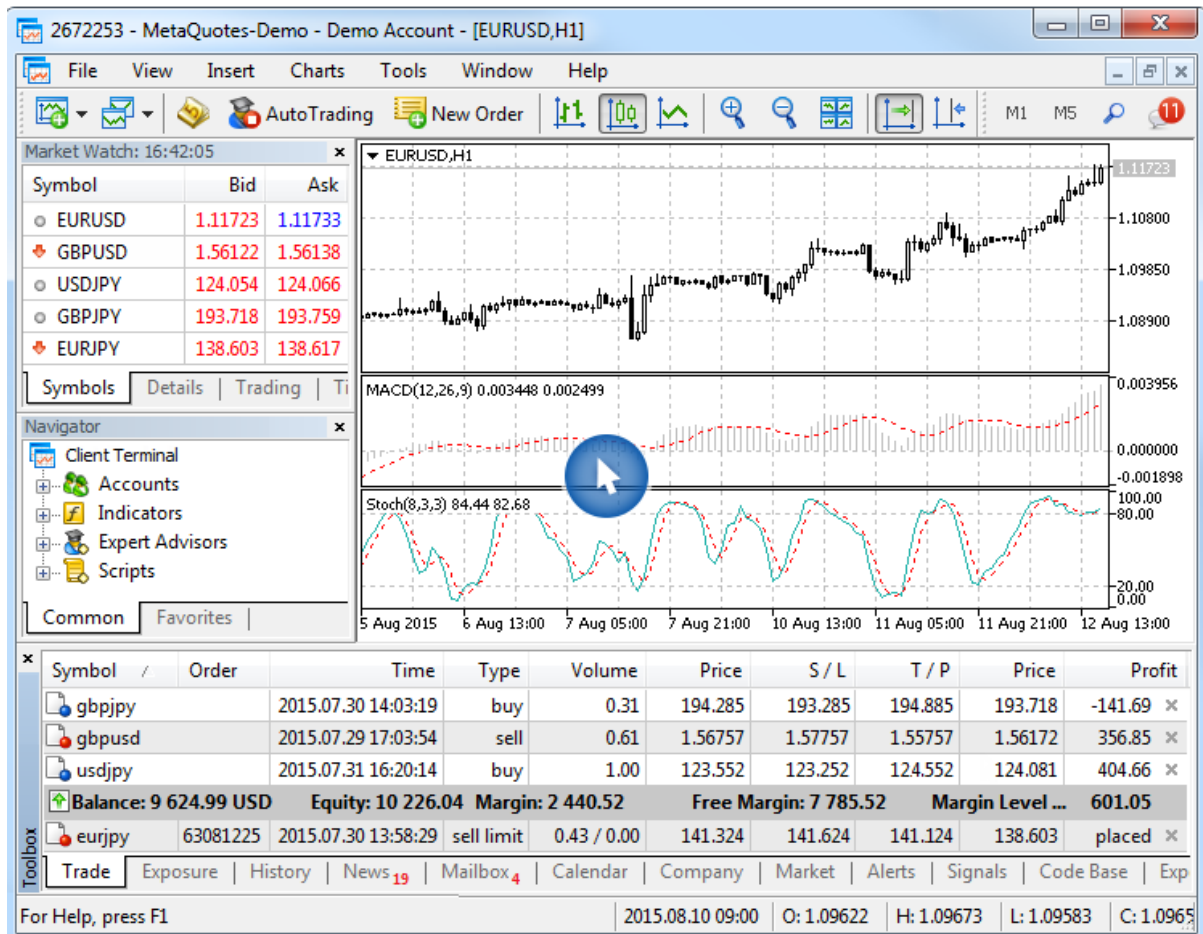 2672253 - MetaQuotes-Demo - Demo Account - [EURUSD,H1]
File View Insert Charts Tools Window Help
AutoTrading New Order M1 M5 11
Market Watch: 16:42:05
Symbol Bid Ask
EURUSD 1.11723 1.11733
GBPUSD 1.56122 1.56138
USDJPY 124.054 124.066
GBPJPY 193.718 193.759
EURJPY 138.603 138.617
Symbols Details Trading Ti
Navigator
Client Terminal
Accounts
Indicators
Expert Advisors
Scripts
Common Favorites
EURUSD,H1
1.11723
1.10800
1.09850
1.08900
MACD(12,26,9) 0.003448 0.002499
0.003956
0.000000
-0.001898
Stoch(8,3,3) 84.44 82.68
100.00
80.00
20.00
0.00
5 Aug 2015 6 Aug 13:00 7 Aug 05:00 7 Aug 21:00 10 Aug 13:00 11 Aug 05:00 11 Aug 21:00 12 Aug 13:00
Symbol / Order Time Type Volume Price S / L T / P Price Profit
gbpjpy 2015.07.30 14:03:19 buy 0.31 194.285 193.285 194.885 193.718 -141.69
gbpusd 2015.07.29 17:03:54 sell 0.61 1.56757 1.57757 1.55757 1.56172 356.85
usdjpy 2015.07.31 16:20:14 buy 1.00 123.552 123.252 124.552 124.081 404.66
Balance: 9 624.99 USD Equity: 10 226.04 Margin: 2 440.52 Free Margin: 7 785.52 Margin Level ... 601.05
eurjpy 63081225 2015.07.30 13:58:29 sell limit 0.43 / 0.00 141.324 141.624 141.124 138.603 placed
Toolbox
Trade Exposure History News 19 Mailbox 4 Calendar Company Market Alerts Signals Code Base Exp
For Help, press F1 2015.08.10 09:00 O: 1.09622 H: 1.09673 L: 1.09583 C: 1.0965